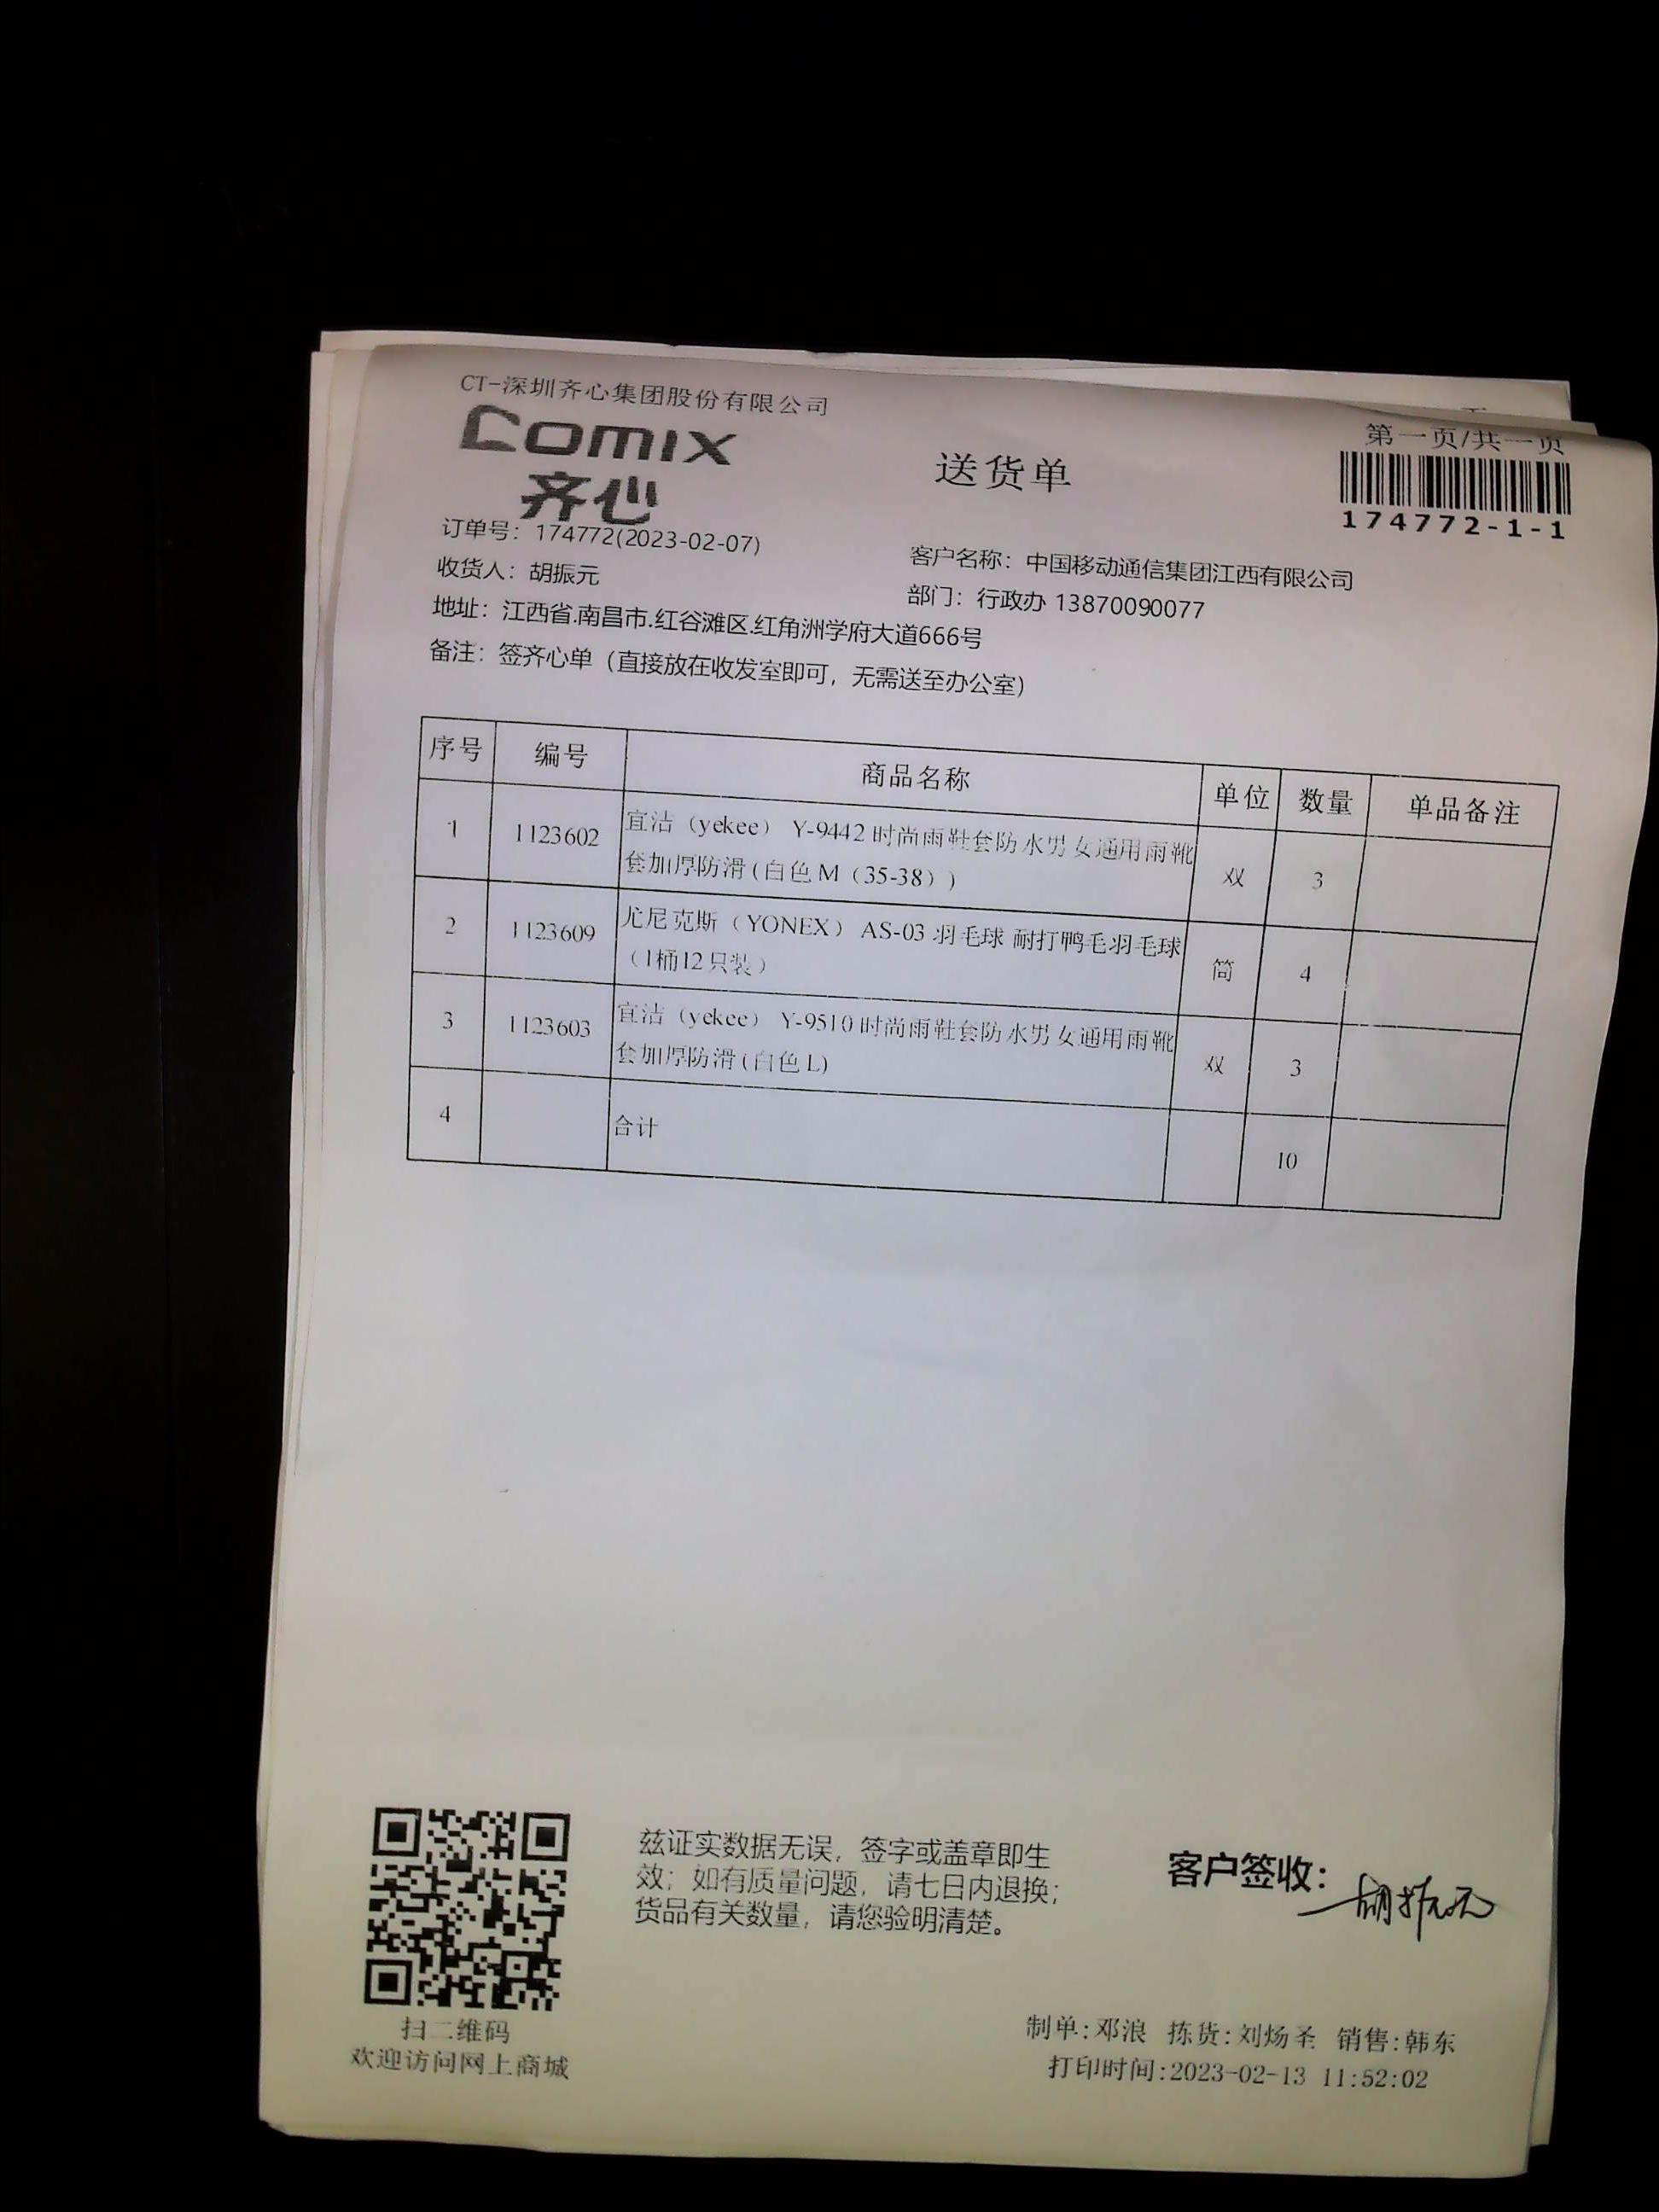 CT-深圳齐心集团股份有限公司
comix
齐心
送货单
第一页/共一页
174772-1-1
订单号：174772(2023-02-07)
客户名称：中国移动通信集团江西有限公司
收货人：胡振元
部门：行政办 13870090077
地址：江西省.南昌市.红谷滩区.红角洲学府大道666号
备注：签齐心单（直接放在收发室即可，无需送至办公室）
序号 编号 商品名称 单位 数量 单品备注
1 1123602 宜洁（yekee） Y-9442 时尚雨鞋套防水男女通用雨靴
套加厚防滑(白色 M（35-38）) 双 3
2 1123609 尤尼克斯（YONEX） AS-03 羽毛球 耐打鸭毛羽毛球
（1桶12只装） 筒 4
3 1123603 宜洁（yekee） Y-9510 时尚雨鞋套防水男女通用雨靴
套加厚防滑(白色 L) 双 3
4 合计 10
兹证实数据无误，签字或盖章即生
效；如有质量问题，请七日内退换；
货品有关数量，请您验明清楚。
客户签收：胡振元
扫二维码
欢迎访问网上商城
制单:邓浪 拣货:刘炀圣 销售:韩东
打印时间:2023-02-13 11:52:02